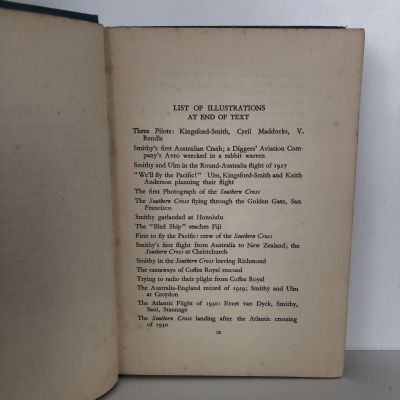 LIST OF ILLUSTRATIONS
AT END OF TEXT
Three Pilots: Kingsford-Smith, Cyril Maddocks, V.
Rendle
Smithy's first Australian Crash; a Diggers' Aviation Com-
pany's Avro wrecked in a rabbit warren
Smithy and Ulm in the Round-Australia flight of 1927
"We'll fly the Pacific!" Ulm, Kingsford-Smith and Keith
Anderson planning their flight
The first Photograph of the Southern Cross
The Southern Cross flying through the Golden Gate, San
Francisco
Smithy garlanded at Honolulu
The "Bird Ship" reaches Fiji
First to fly the Pacific: crew of the Southern Cross
Smithy's first flight from Australia to New Zealand; the
Southern Cross at Christchurch
Smithy in the Southern Cross leaving Richmond
The castaways of Coffee Royal rescued
Trying to radio their plight from Coffee Royal
The Australia-England record of 1929; Smithy and Ulm
at Croydon
The Atlantic Flight of 1930: Evert van Dyck, Smithy,
Saul, Stannage
The Southern Cross landing after the Atlantic crossing
of 1930
ix